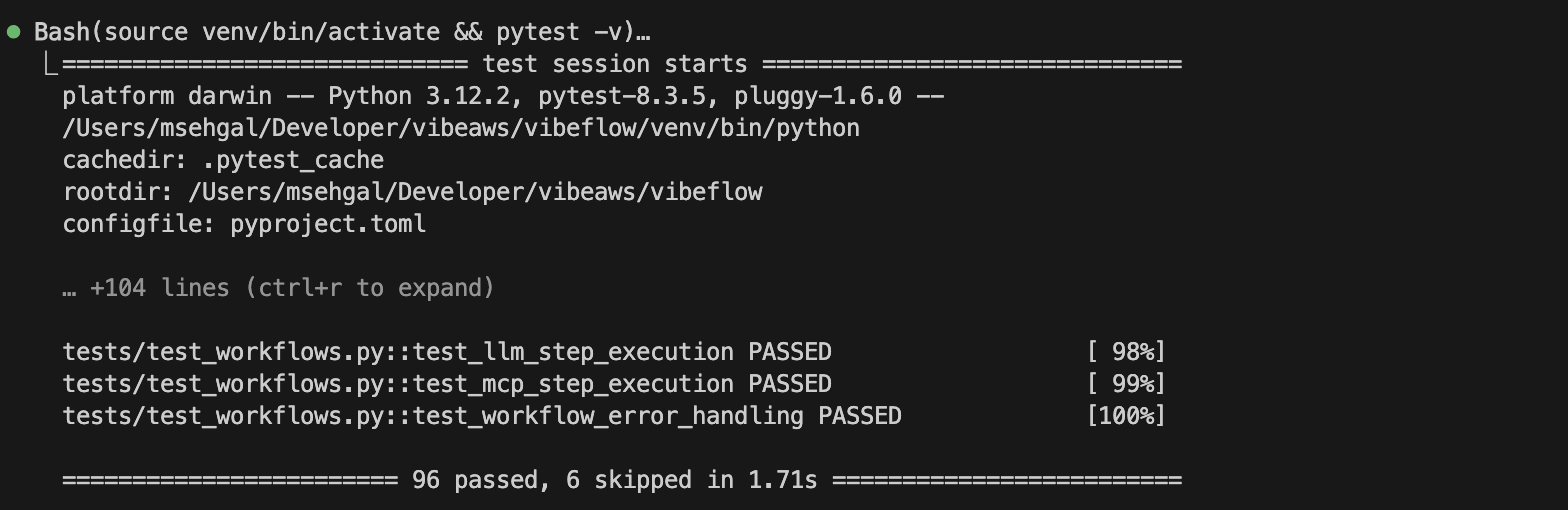 ● Bash(source venv/bin/activate && pytest -v)…
⎿ ============================= test session starts ==============================
platform darwin -- Python 3.12.2, pytest-8.3.5, pluggy-1.6.0 --
/Users/msehgal/Developer/vibeaws/vibeflow/venv/bin/python
cachedir: .pytest_cache
rootdir: /Users/msehgal/Developer/vibeaws/vibeflow
configfile: pyproject.toml
… +104 lines (ctrl+r to expand)
tests/test_workflows.py::test_llm_step_execution PASSED                  [ 98%]
tests/test_workflows.py::test_mcp_step_execution PASSED                  [ 99%]
tests/test_workflows.py::test_workflow_error_handling PASSED             [100%]
======================== 96 passed, 6 skipped in 1.71s =========================